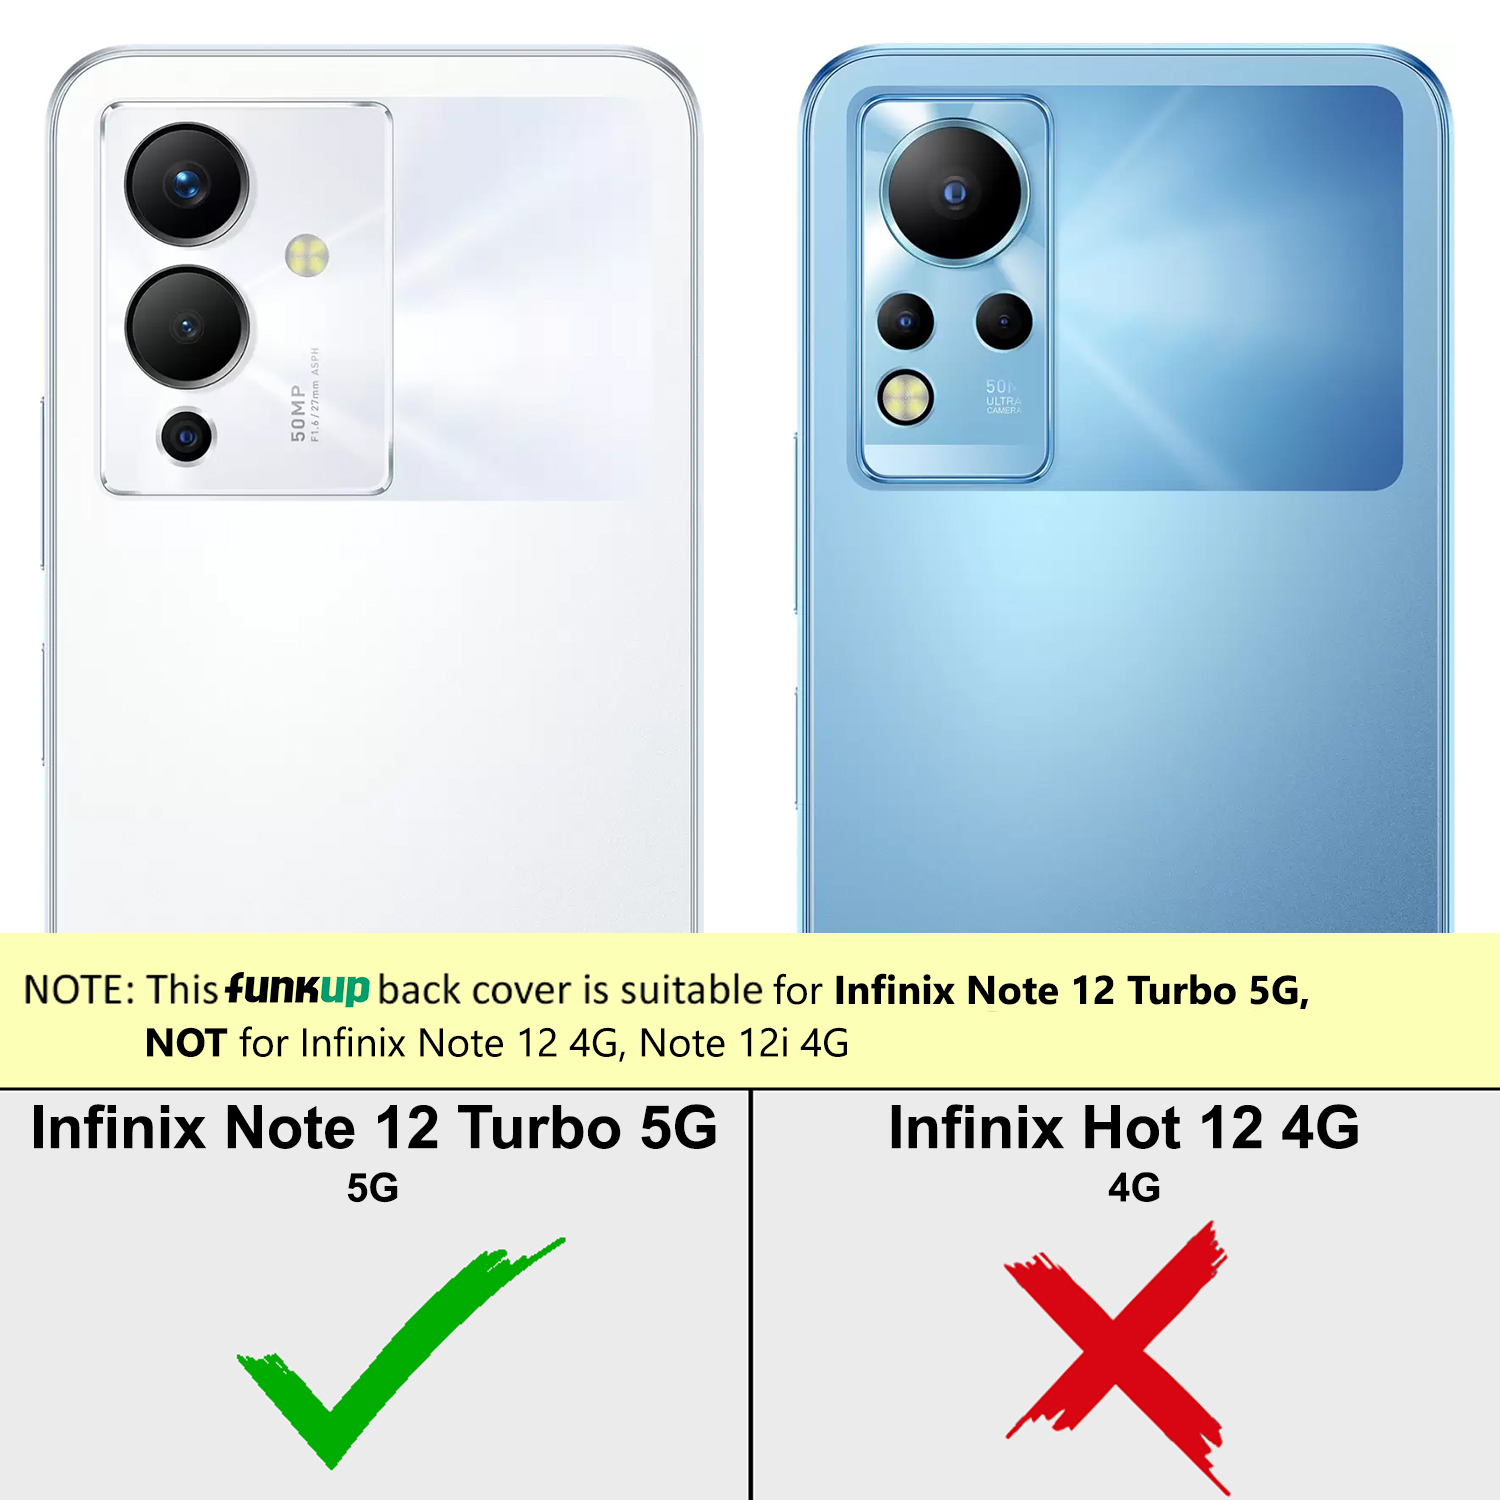 50MP
F1.6/27mm ASPH
50M
ULTRA
CAMERA
NOTE: This funkup back cover is suitable for Infinix Note 12 Turbo 5G,
NOT for Infinix Note 12 4G, Note 12i 4G
Infinix Note 12 Turbo 5G
5G
Infinix Hot 12 4G
4G